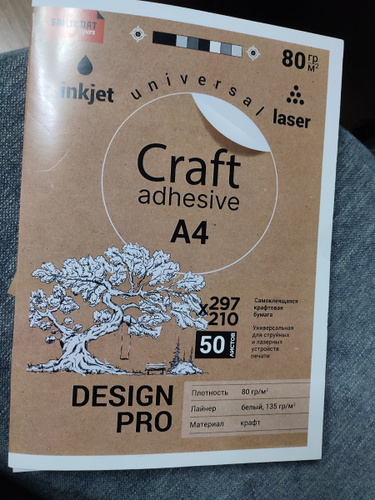 80 гр/м²
inkjet
universal
laser
Craft
adhesive
A4
x297
210
50 ЛИСТОВ
Самоклеящаяся
крафтовая
бумага
Универсальная
для струйных
и лазерных
устройств
печати
DESIGN
PRO
Плотность 80 гр/м²
Лайнер белый, 135 гр/м²
Материал крафт